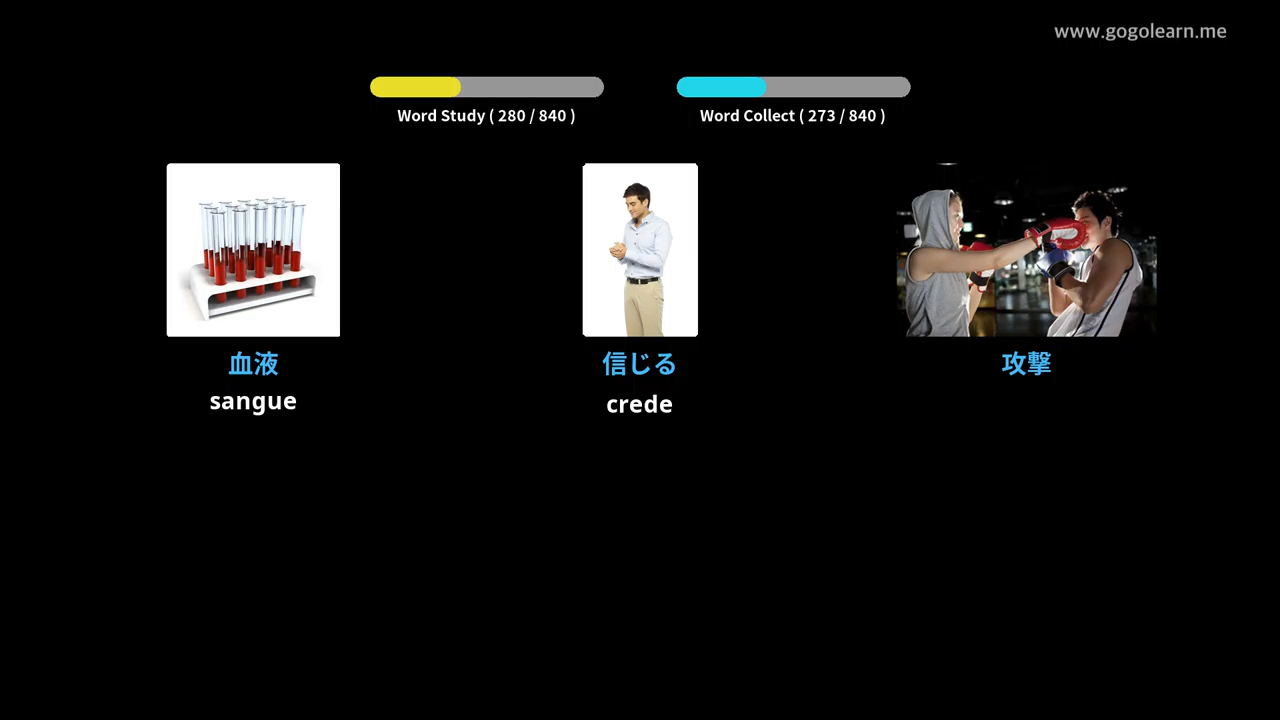 www.gogolearn.me
Word Study ( 280 / 840 )
Word Collect ( 273 / 840 )
血液
信じる
攻撃
sangue
crede